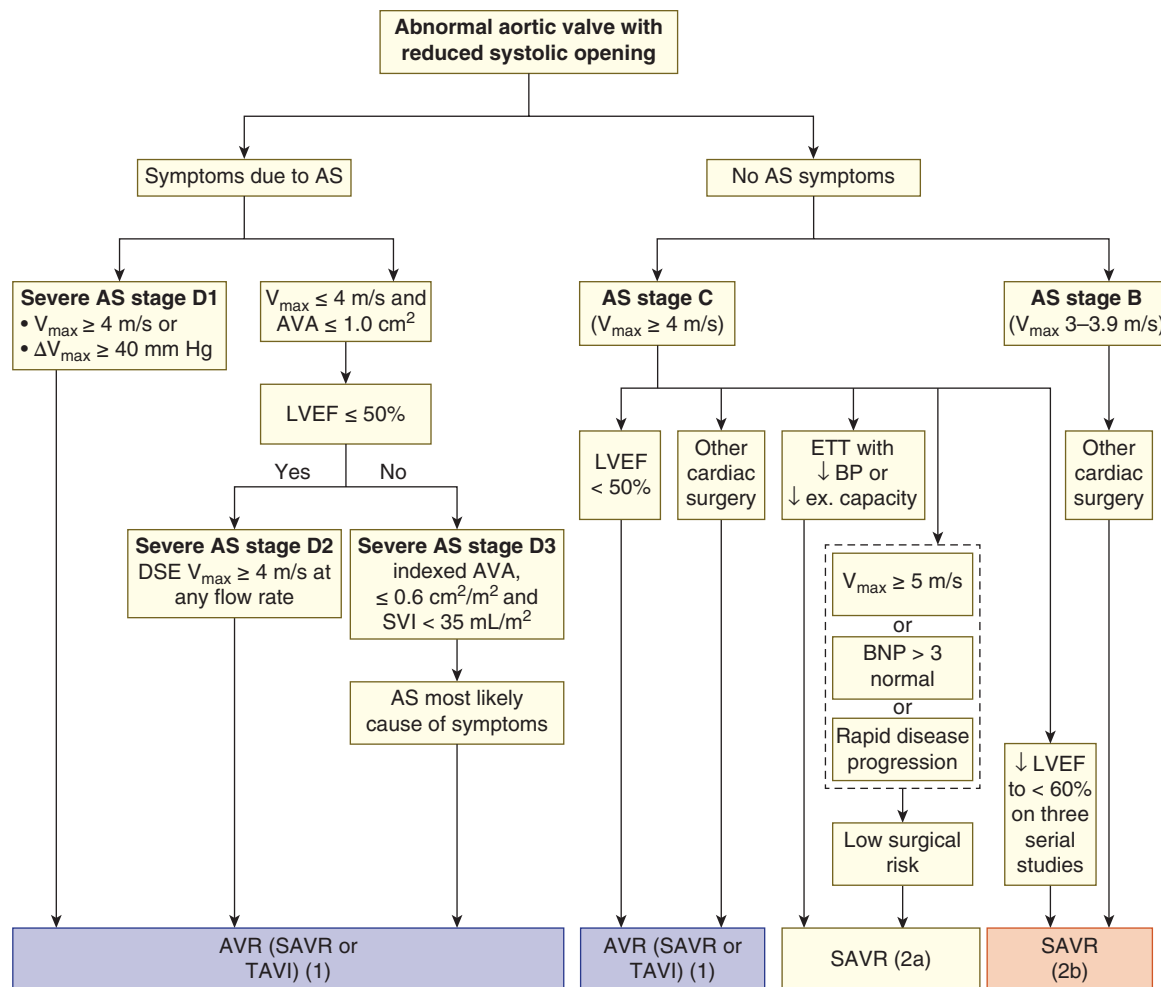 Abnormal aortic valve with
reduced systolic opening
Symptoms due to AS
No AS symptoms
Severe AS stage D1
• Vmax ≥ 4 m/s or
• ΔVmax ≥ 40 mm Hg
Vmax ≤ 4 m/s and
AVA ≤ 1.0 cm²
AS stage C
(Vmax ≥ 4 m/s)
AS stage B
(Vmax 3–3.9 m/s)
LVEF ≤ 50%
Yes
No
Severe AS stage D2
DSE Vmax ≥ 4 m/s at
any flow rate
Severe AS stage D3
indexed AVA,
≤ 0.6 cm²/m² and
SVI < 35 mL/m²
AS most likely
cause of symptoms
LVEF
< 50%
Other
cardiac
surgery
ETT with
↓ BP or
↓ ex. capacity
Vmax ≥ 5 m/s
or
BNP > 3
normal
or
Rapid disease
progression
Low surgical
risk
↓ LVEF
to < 60%
on three
serial
studies
Other
cardiac
surgery
AVR (SAVR or
TAVI) (1)
AVR (SAVR or
TAVI) (1)
SAVR (2a)
SAVR
(2b)